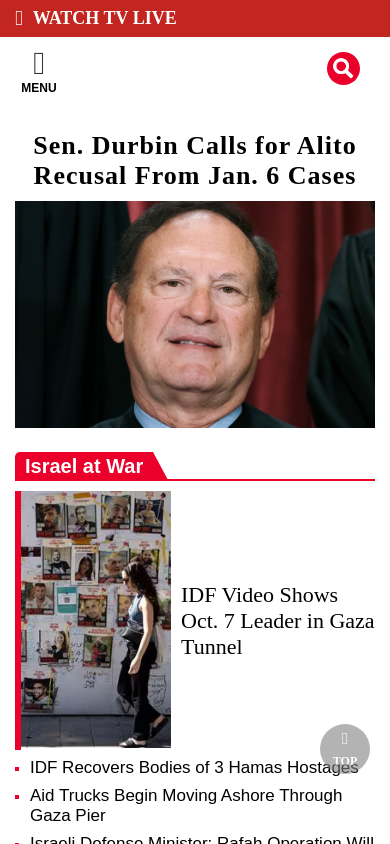 WATCH TV LIVE
MENU
Sen. Durbin Calls for Alito
Recusal From Jan. 6 Cases
Israel at War
IDF Video Shows
Oct. 7 Leader in Gaza
Tunnel
TOP
IDF Recovers Bodies of 3 Hamas Hostages
Aid Trucks Begin Moving Ashore Through
Gaza Pier
Israeli Defense Minister: Rafah Operation Will